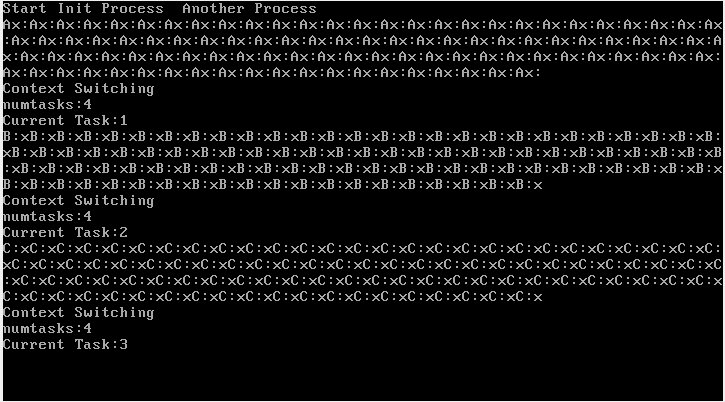 Start Init Process  Another Process
Ax:Ax:Ax:Ax:Ax:Ax:Ax:Ax:Ax:Ax:Ax:Ax:Ax:Ax:Ax:Ax:Ax:Ax:Ax:Ax:Ax:Ax:Ax:Ax:Ax:Ax:Ax
:Ax:Ax:Ax:Ax:Ax:Ax:Ax:Ax:Ax:Ax:Ax:Ax:Ax:Ax:Ax:Ax:Ax:Ax:Ax:Ax:Ax:Ax:Ax:Ax:Ax:Ax:A
x:Ax:Ax:Ax:Ax:Ax:Ax:Ax:Ax:Ax:Ax:Ax:Ax:Ax:Ax:Ax:Ax:Ax:Ax:Ax:Ax:Ax:Ax:Ax:Ax:Ax:Ax:
Ax:Ax:Ax:Ax:Ax:Ax:Ax:Ax:Ax:Ax:Ax:Ax:Ax:Ax:Ax:Ax:Ax:Ax:Ax:Ax:
Context Switching
numtasks:4
Current Task:1
B:xB:xB:xB:xB:xB:xB:xB:xB:xB:xB:xB:xB:xB:xB:xB:xB:xB:xB:xB:xB:xB:xB:xB:xB:xB:xB:
xB:xB:xB:xB:xB:xB:xB:xB:xB:xB:xB:xB:xB:xB:xB:xB:xB:xB:xB:xB:xB:xB:xB:xB:xB:xB:xB
:xB:xB:xB:xB:xB:xB:xB:xB:xB:xB:xB:xB:xB:xB:xB:xB:xB:xB:xB:xB:xB:xB:xB:xB:xB:xB:x
B:xB:xB:xB:xB:xB:xB:xB:xB:xB:xB:xB:xB:xB:xB:xB:xB:xB:xB:xB:x
Context Switching
numtasks:4
Current Task:2
C:xC:xC:xC:xC:xC:xC:xC:xC:xC:xC:xC:xC:xC:xC:xC:xC:xC:xC:xC:xC:xC:xC:xC:xC:xC:xC:
xC:xC:xC:xC:xC:xC:xC:xC:xC:xC:xC:xC:xC:xC:xC:xC:xC:xC:xC:xC:xC:xC:xC:xC:xC:xC:xC
:xC:xC:xC:xC:xC:xC:xC:xC:xC:xC:xC:xC:xC:xC:xC:xC:xC:xC:xC:xC:xC:xC:xC:xC:xC:xC:x
C:xC:xC:xC:xC:xC:xC:xC:xC:xC:xC:xC:xC:xC:xC:xC:xC:xC:xC:xC:x
Context Switching
numtasks:4
Current Task:3